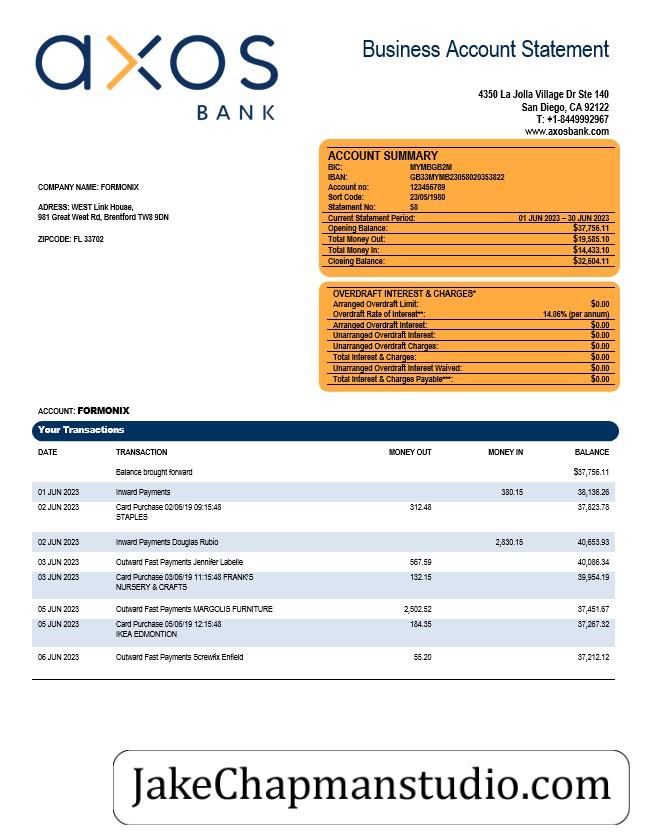 axos
BANK
Business Account Statement
4350 La Jolla Village Dr Ste 140
San Diego, CA 92122
T: +1-8449992967
www.axosbank.com
COMPANY NAME: FORMONIX
ADRESS: WEST Link House,
981 Great West Rd, Brentford TW8 9DN
ZIPCODE: FL 33702
ACCOUNT SUMMARY
BIC: MYMBGB2M
IBAN: GB33MYMB23058020353822
Account no: 123456789
Sort Code: 23/05/1980
Statement No: 58
Current Statement Period: 01 JUN 2023 – 30 JUN 2023
Opening Balance: $37,756.11
Total Money Out: $19,585.10
Total Money In: $14,433.10
Closing Balance: $32,604.11
OVERDRAFT INTEREST & CHARGES*
Arranged Overdraft Limit: $0.00
Overdraft Rate of Interest**: 14.06% (per annum)
Arranged Overdraft Interest: $0.00
Unarranged Overdraft Interest: $0.00
Unarranged Overdraft Charges: $0.00
Total Interest & Charges: $0.00
Unarranged Overdraft Interest Waived: $0.00
Total Interest & Charges Payable***: $0.00
ACCOUNT: FORMONIX
Your Transactions
DATE TRANSACTION MONEY OUT MONEY IN BALANCE
Balance brought forward $37,756.11
01 JUN 2023 Inward Payments 380.15 38,136.26
02 JUN 2023 Card Purchase 02/06/19 09:15:48 312.48 37,823.78
STAPLES
02 JUN 2023 Inward Payments Douglas Rubio 2,830.15 40,653.93
03 JUN 2023 Outward Fast Payments Jennifer Labelle 567.59 40,086.34
03 JUN 2023 Card Purchase 03/06/19 11:15:48 FRANK'S 132.15 39,954.19
NURSERY & CRAFTS
05 JUN 2023 Outward Fast Payments MARGOLIS FURNITURE 2,502.52 37,451.67
05 JUN 2023 Card Purchase 05/06/19 12:15:48 184.35 37,267.32
IKEA EDMONTION
06 JUN 2023 Outward Fast Payments Screwfix Enfield 55.20 37,212.12
JakeChapmanstudio.com